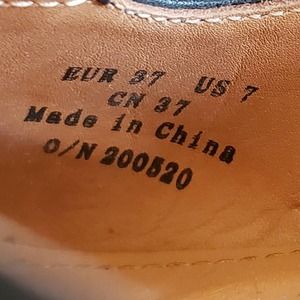 EUR 37 US 7
CN 37
Made in China
O/N 200520